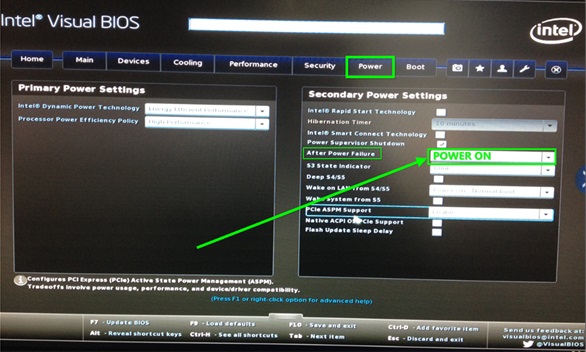 Intel® Visual BIOS
intel
Home Main Devices Cooling Performance Security Power Boot
Primary Power Settings
Intel® Dynamic Power Technology Energy Efficient Performance
Processor Power Efficiency Policy High Performance
Secondary Power Settings
Intel® Rapid Start Technology
Hibernation Timer 10 minutes
Intel® Smart Connect Technology
Power Supervisor Shutdown
After Power Failure POWER ON
S3 State Indicator
Deep S4/S5
Wake on LAN from S4/S5
Wake System from S5
PCIe ASPM Support
Native ACPI OS PCIe Support
Flash Update Sleep Delay
Configures PCI Express (PCIe) Active State Power Management (ASPM).
Tradeoffs involve power usage, performance, and device/driver compatibility.
(Press F1 or right-click option for advanced help)
F7 - Update BIOS F9 - Load defaults F10 - Save and exit Ctrl-D - Add favorite item
Alt - Reveal shortcut keys Ctrl-H - See all shortcuts Tab - Next item Esc - Discard and exit
Send us feedback at:
visualbios@intel.com
@VisualBIOS